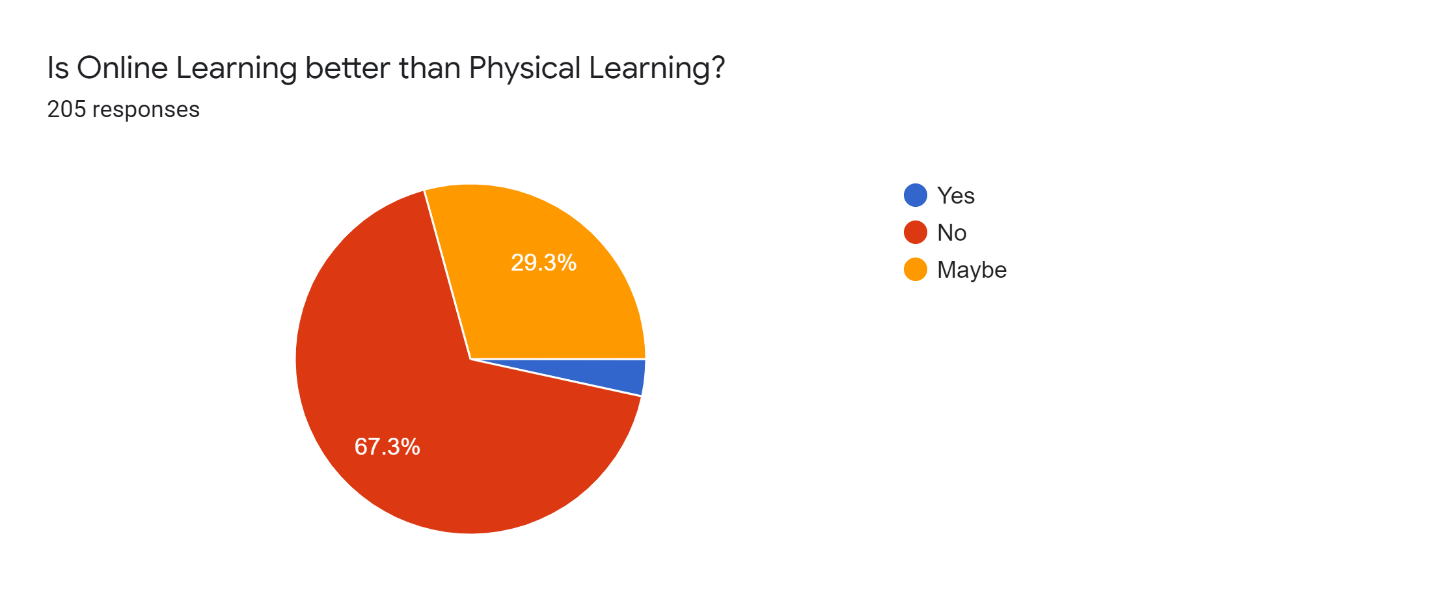 Is Online Learning better than Physical Learning?
205 responses
29.3%
67.3%
Yes
No
Maybe